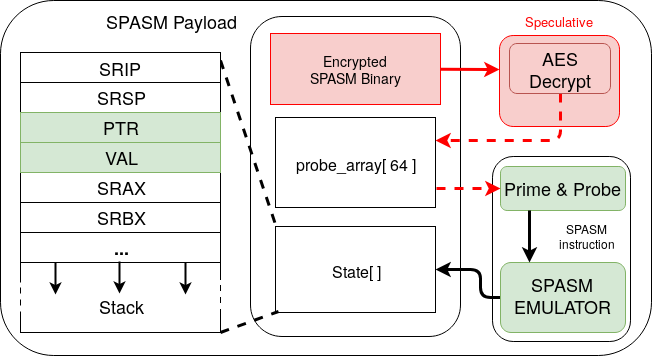 SPASM Payload
SRIP
SRSP
PTR
VAL
SRAX
SRBX
...
Stack
Encrypted
SPASM Binary
probe_array[ 64 ]
State[ ]
Speculative
AES
Decrypt
Prime & Probe
SPASM
instruction
SPASM
EMULATOR